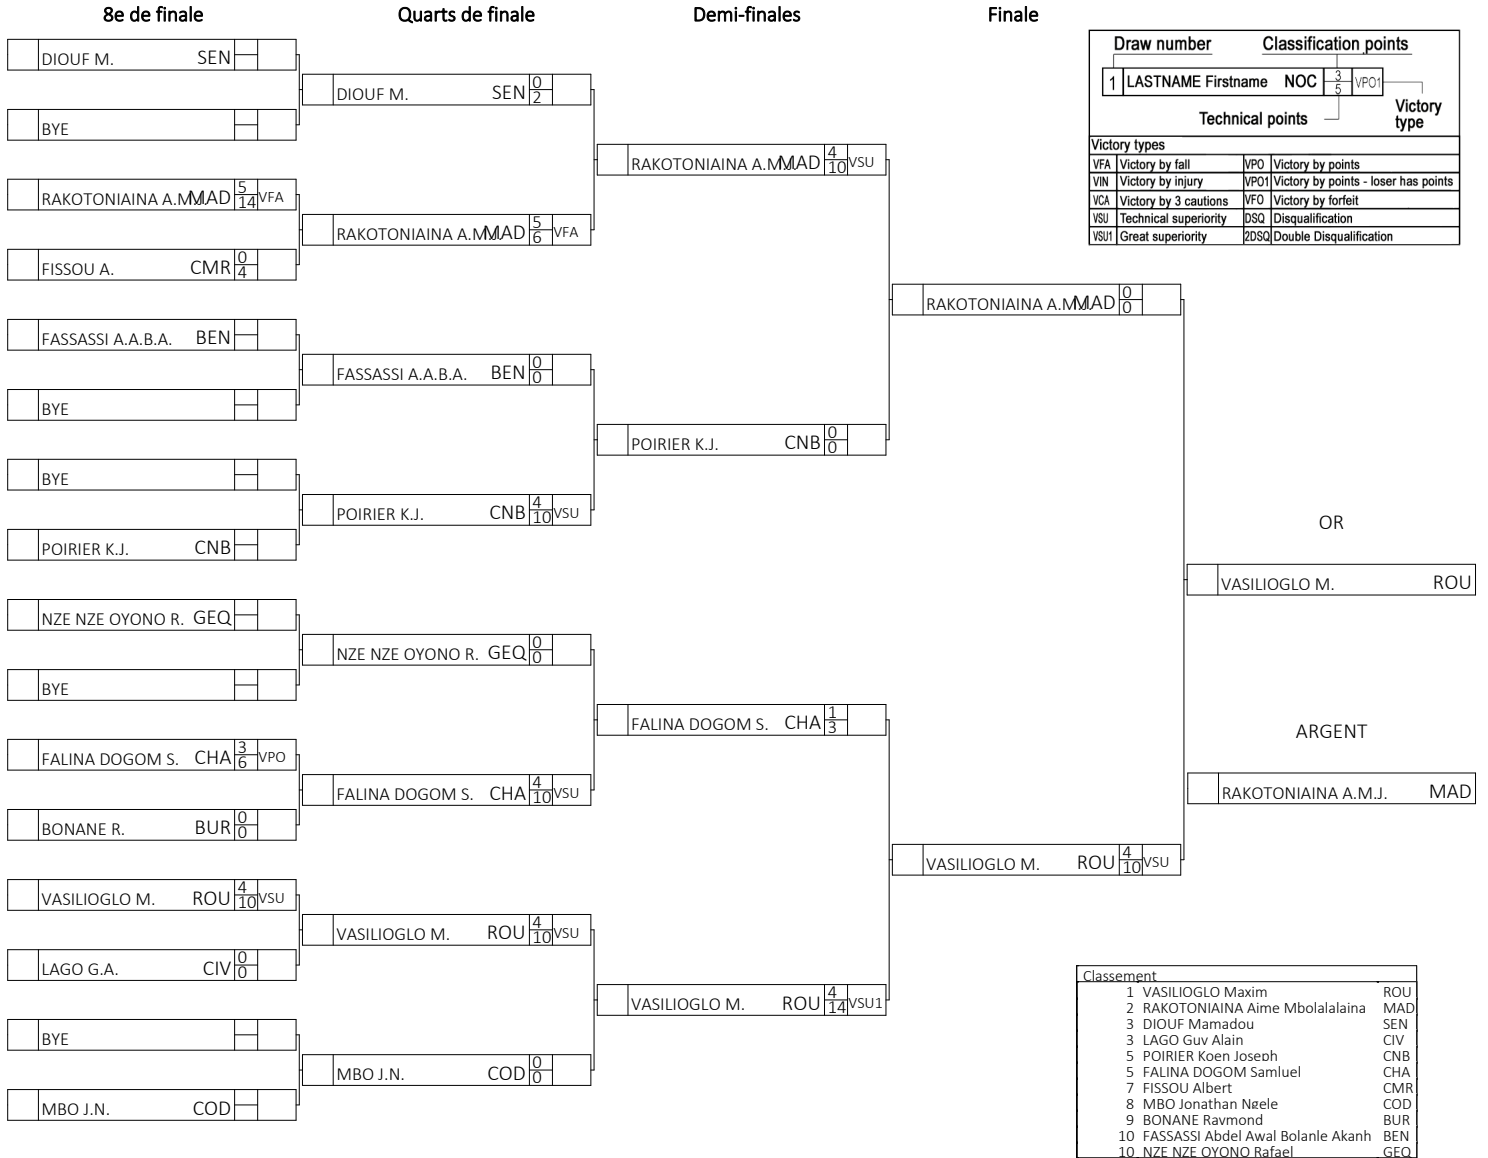 8e de finale
Quarts de finale
Demi-finales
Finale
DIOUF M. SEN
BYE
RAKOTONIAINA A.M.J. MAD 5 14 VFA
FISSOU A. CMR 0 4
FASSASSI A.A.B.A. BEN
BYE
BYE
POIRIER K.J. CNB
NZE NZE OYONO R. GEQ
BYE
FALINA DOGOM S. CHA 3 6 VPO
BONANE R. BUR 0 0
VASILIOGLO M. ROU 4 10 VSU
LAGO G.A. CIV 0 0
BYE
MBO J.N. COD
DIOUF M. SEN 0 2
RAKOTONIAINA A.M.J. MAD 5 6 VFA
FASSASSI A.A.B.A. BEN 0 0
POIRIER K.J. CNB 4 10 VSU
NZE NZE OYONO R. GEQ 0 0
FALINA DOGOM S. CHA 4 10 VSU
VASILIOGLO M. ROU 4 10 VSU
MBO J.N. COD 0 0
RAKOTONIAINA A.M.J. MAD 4 10 VSU
POIRIER K.J. CNB 0 0
FALINA DOGOM S. CHA 1 3
VASILIOGLO M. ROU 4 14 VSU1
RAKOTONIAINA A.M.J. MAD 0 0
VASILIOGLO M. ROU 4 10 VSU
Draw number Classification points
1 LASTNAME Firstname NOC 3 5 VPO1
Technical points
Victory
type
Victory types
VFA Victory by fall VPO Victory by points
VIN Victory by injury VPO1 Victory by points - loser has points
VCA Victory by 3 cautions VFO Victory by forfeit
VSU Technical superiority DSQ Disqualification
VSU1 Great superiority 2DSQ Double Disqualification
OR
VASILIOGLO M. ROU
ARGENT
RAKOTONIAINA A.M.J. MAD
Classement
1 VASILIOGLO Maxim ROU
2 RAKOTONIAINA Aime Mbolalalaina MAD
3 DIOUF Mamadou SEN
3 LAGO Guy Alain CIV
5 POIRIER Koen Joseph CNB
5 FALINA DOGOM Samluel CHA
7 FISSOU Albert CMR
8 MBO Jonathan Ngele COD
9 BONANE Raymond BUR
10 FASSASSI Abdel Awal Bolanle Akanh BEN
10 NZE NZE OYONO Rafael GEQ